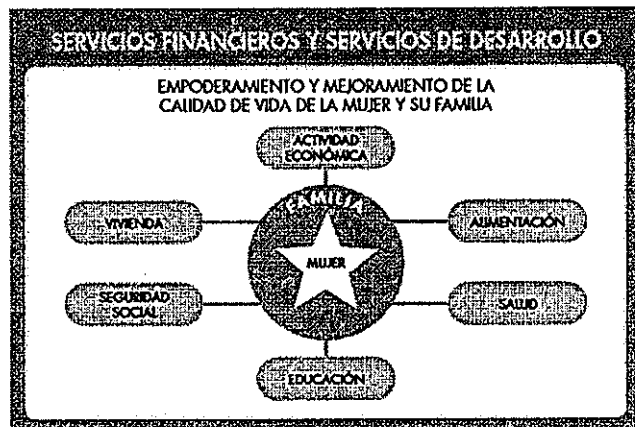 SERVICIOS FINANCIEROS Y SERVICIOS DE DESARROLLO
EMPODERAMIENTO Y MEJORAMIENTO DE LA
CALIDAD DE VIDA DE LA MUJER Y SU FAMILIA
ACTIVIDAD
ECONÓMICA
FAMILIA
VIVIENDA
ALIMENTACIÓN
MUJER
SEGURIDAD
SOCIAL
SALUD
EDUCACIÓN